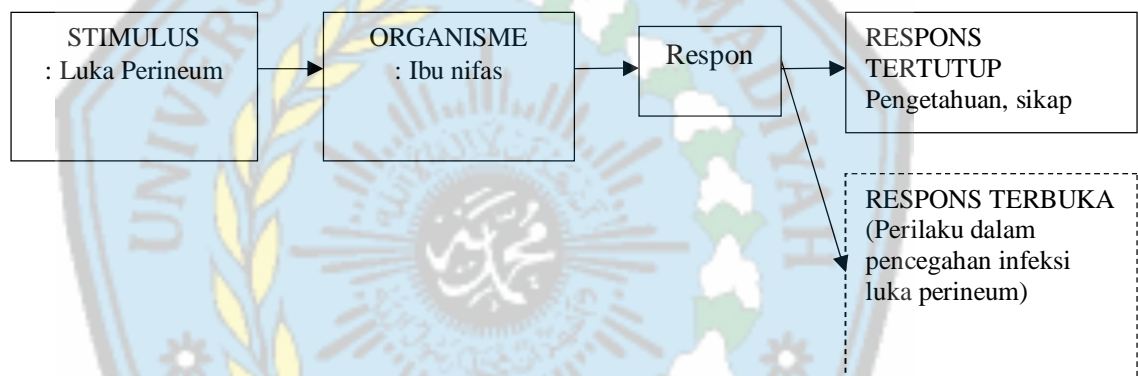 STIMULUS
: Luka Perineum
ORGANISME
: Ibu nifas
Respon
RESPONS
TERTUTUP
Pengetahuan, sikap
RESPONS TERBUKA
(Perilaku dalam
pencegahan infeksi
luka perineum)